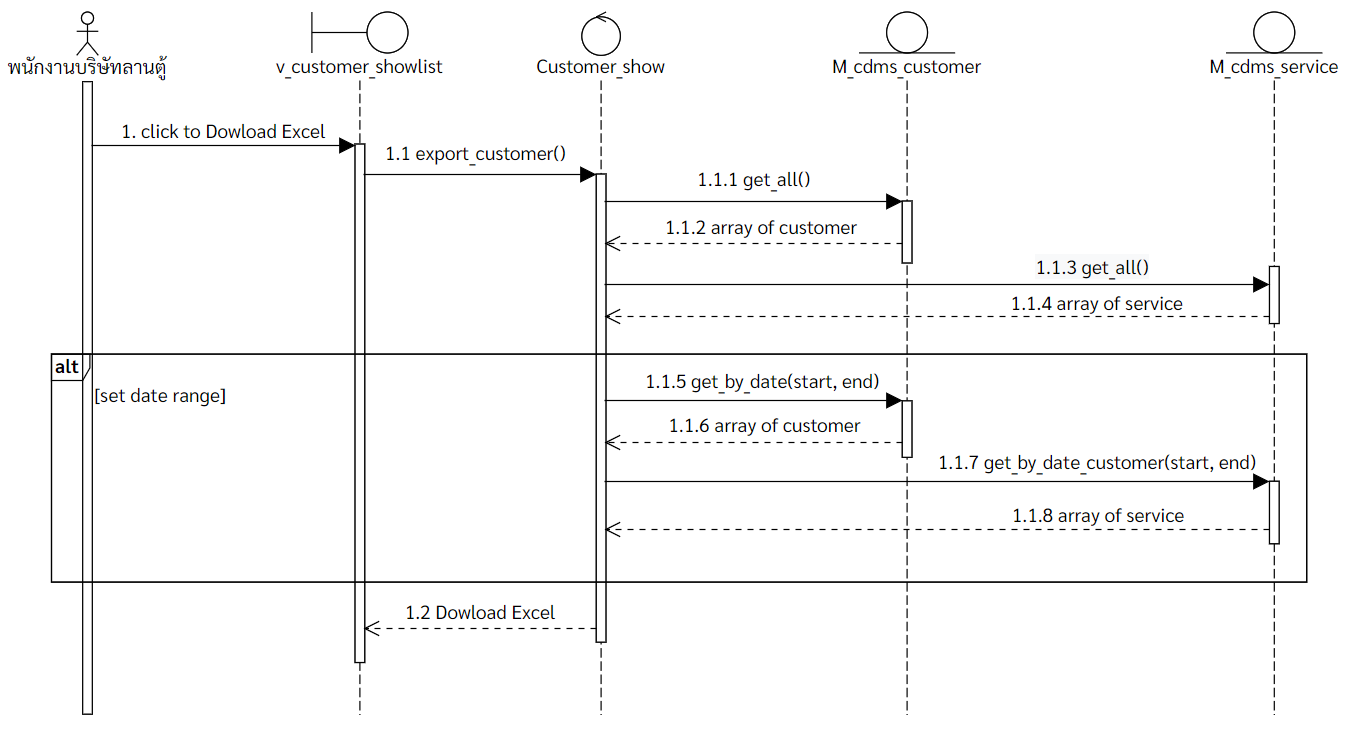 พนักงานบริษัทลานตู้
v_customer_showlist
Customer_show
M_cdms_customer
M_cdms_service
1. click to Dowload Excel
1.1 export_customer()
1.1.1 get_all()
1.1.2 array of customer
1.1.3 get_all()
1.1.4 array of service
alt
[set date range]
1.1.5 get_by_date(start, end)
1.1.6 array of customer
1.1.7 get_by_date_customer(start, end)
1.1.8 array of service
1.2 Dowload Excel